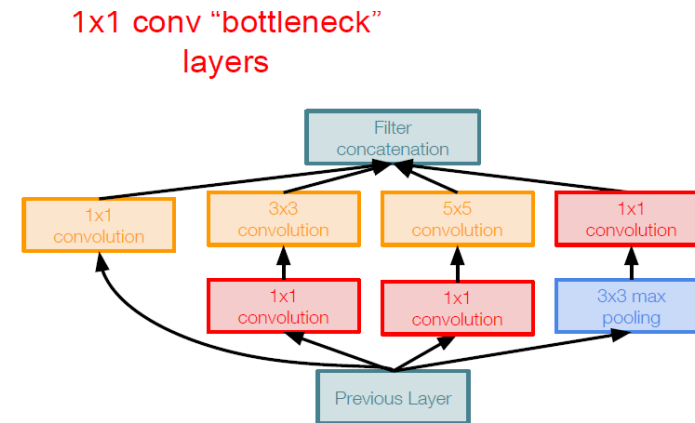 1x1 conv “bottleneck”
layers
Filter
concatenation
1x1
convolution
3x3
convolution
5x5
convolution
1x1
convolution
1x1
convolution
1x1
convolution
3x3 max
pooling
Previous Layer